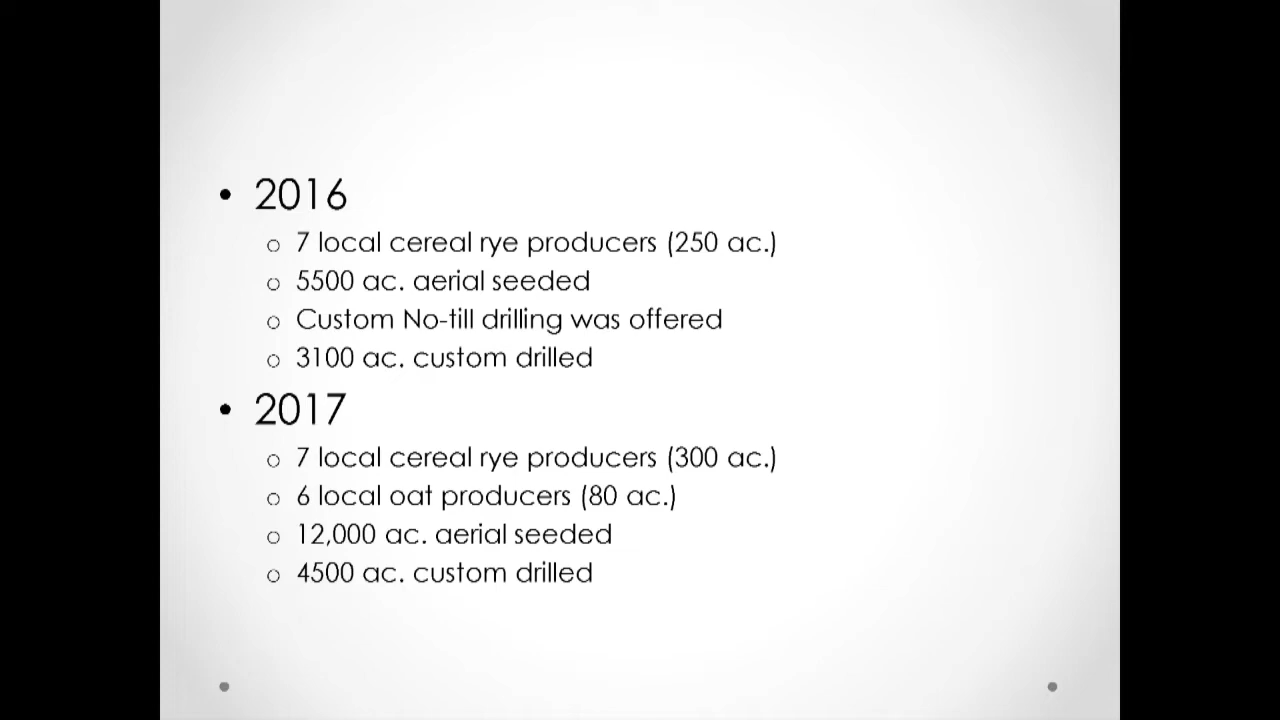 • 2016
o 7 local cereal rye producers (250 ac.)
o 5500 ac. aerial seeded
o Custom No-till drilling was offered
o 3100 ac. custom drilled
• 2017
o 7 local cereal rye producers (300 ac.)
o 6 local oat producers (80 ac.)
o 12,000 ac. aerial seeded
o 4500 ac. custom drilled